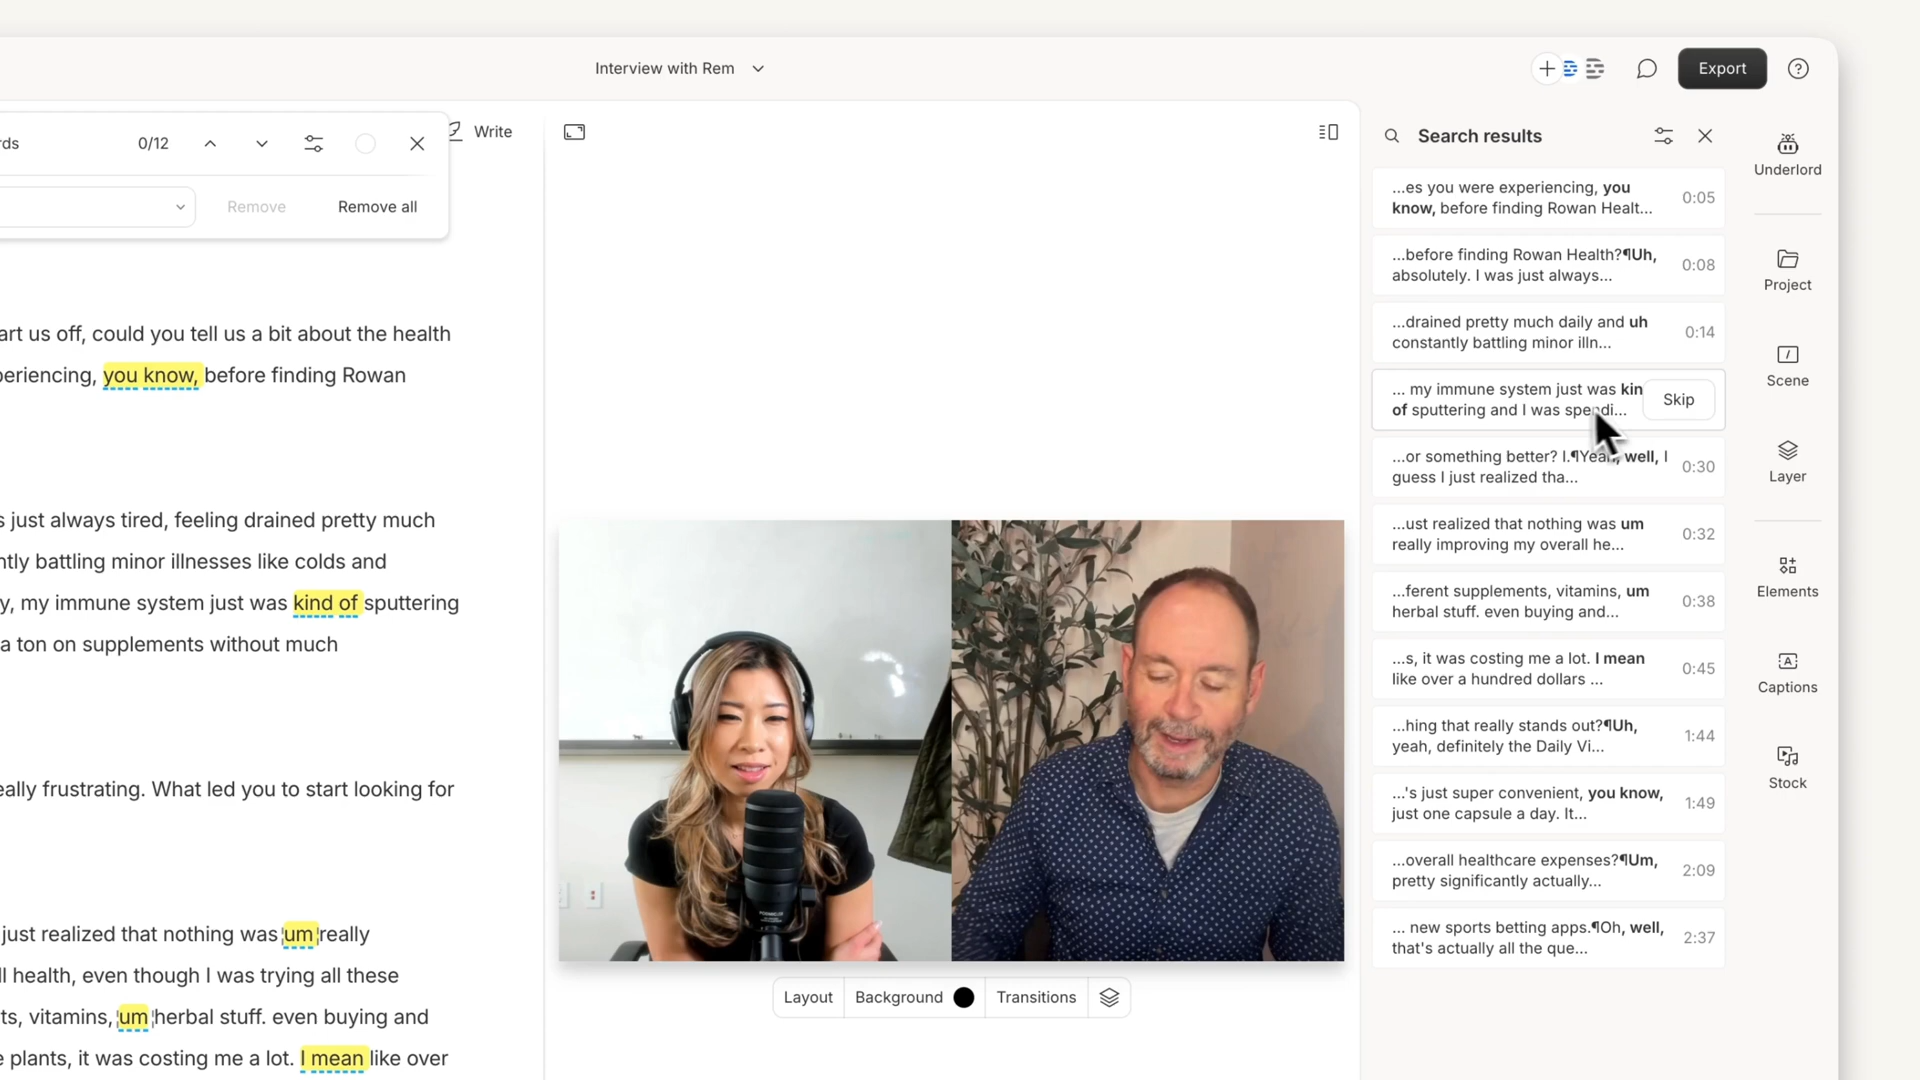 Interview with Rem
Export
rds
0/12
Write
Remove
Remove all
art us off, could you tell us a bit about the health
periencing, you know, before finding Rowan
s just always tired, feeling drained pretty much
ntly battling minor illnesses like colds and
y, my immune system just was kind of sputtering
a ton on supplements without much
eally frustrating. What led you to start looking for
just realized that nothing was um really
ll health, even though I was trying all these
ts, vitamins, um herbal stuff. even buying and
e plants, it was costing me a lot. I mean like over
Layout
Background
Transitions
Search results
...es you were experiencing, you
know, before finding Rowan Healt...
0:05
...before finding Rowan Health?¶Uh,
absolutely. I was just always...
0:08
...drained pretty much daily and uh
constantly battling minor illn...
0:14
... my immune system just was kin
of sputtering and I was spendi...
Skip
...or something better? I.¶Yeah, well, I
guess I just realized tha...
0:30
...ust realized that nothing was um
really improving my overall he...
0:32
...ferent supplements, vitamins, um
herbal stuff. even buying and...
0:38
...s, it was costing me a lot. I mean
like over a hundred dollars ...
0:45
...hing that really stands out?¶Uh,
yeah, definitely the Daily Vi...
1:44
...'s just super convenient, you know,
just one capsule a day. It...
1:49
...overall healthcare expenses?¶Um,
pretty significantly actually...
2:09
... new sports betting apps.¶Oh, well,
that's actually all the que...
2:37
Underlord
Project
Scene
Layer
Elements
Captions
Stock